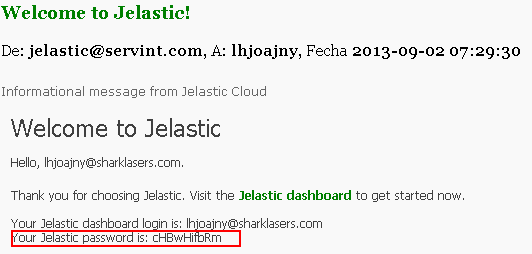 Welcome to Jelastic!
De: jelastic@servint.com, A: lhjoajny, Fecha 2013-09-02 07:29:30
Informational message from Jelastic Cloud
Welcome to Jelastic
Hello, lhjoajny@sharklasers.com.
Thank you for choosing Jelastic. Visit the Jelastic dashboard to get started now.
Your Jelastic dashboard login is: lhjoajny@sharklasers.com
Your Jelastic password is: cHBwHifbRm